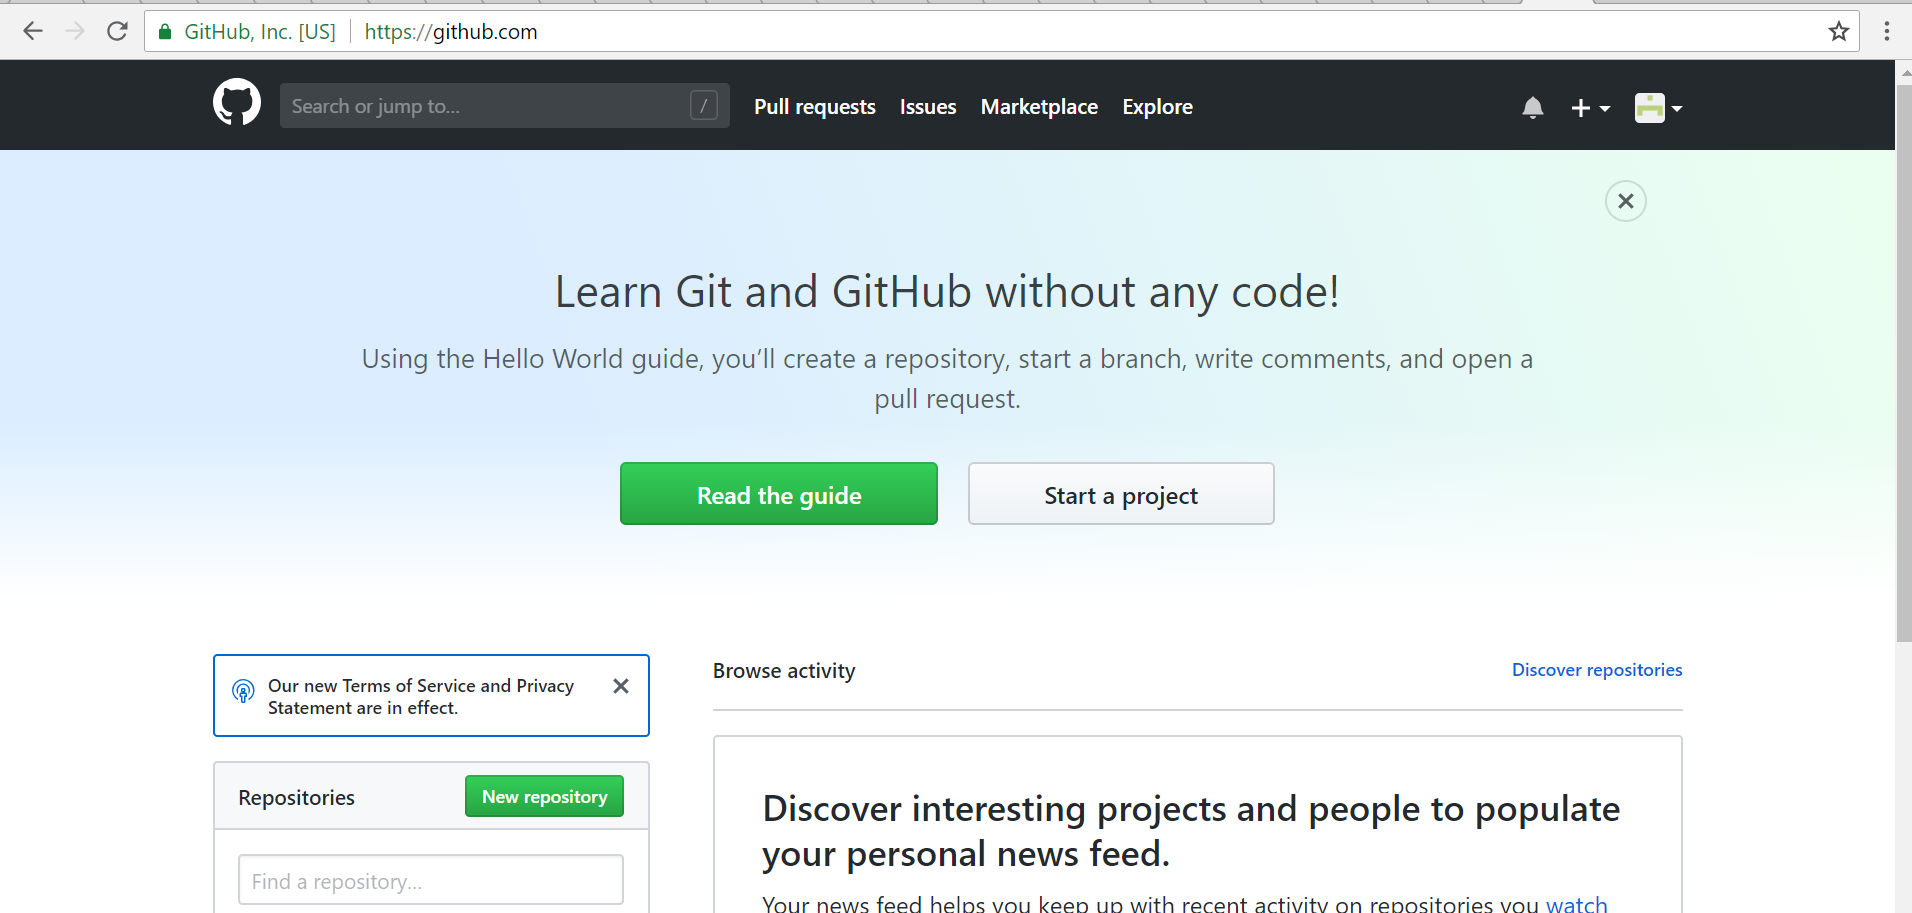 GitHub, Inc. [US] https://github.com
Search or jump to... / Pull requests Issues Marketplace Explore
Learn Git and GitHub without any code!
Using the Hello World guide, you’ll create a repository, start a branch, write comments, and open a
pull request.
Read the guide Start a project
Our new Terms of Service and Privacy
Statement are in effect.
Browse activity Discover repositories
Repositories New repository
Find a repository...
Discover interesting projects and people to populate
your personal news feed.
Your news feed helps you keep up with recent activity on repositories you watch